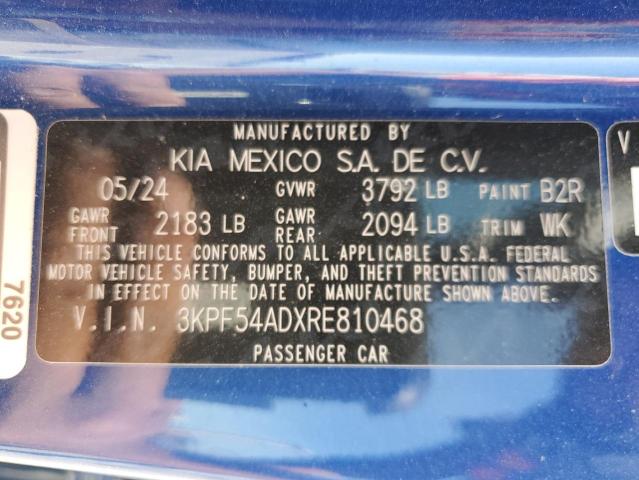 MANUFACTURED BY
KIA MEXICO S.A. DE C.V.
05/24 GVWR 3792 LB PAINT B2R
GAWR FRONT 2183 LB GAWR REAR 2094 LB TRIM WK
THIS VEHICLE CONFORMS TO ALL APPLICABLE U.S.A. FEDERAL
MOTOR VEHICLE SAFETY, BUMPER, AND THEFT PREVENTION STANDARDS
IN EFFECT ON THE DATE OF MANUFACTURE SHOWN ABOVE.
V.I.N. 3KPF54ADXRE810468
PASSENGER CAR
7620
V